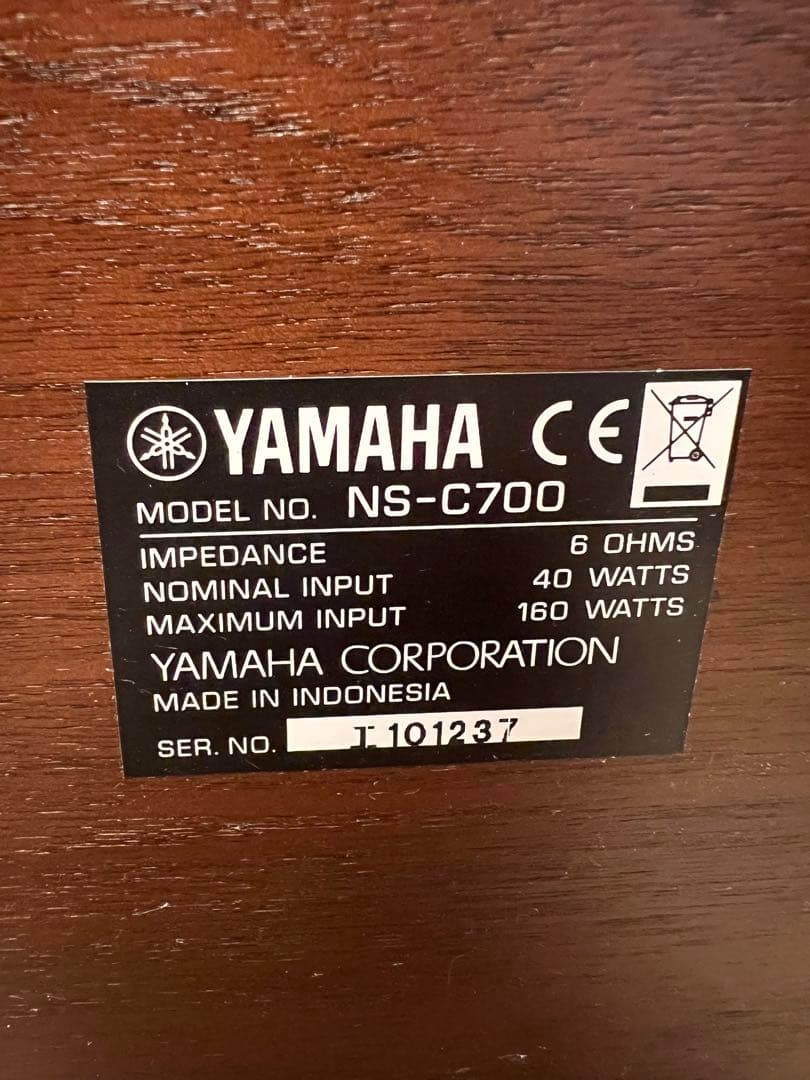 YAMAHA CE
MODEL NO. NS-C700
IMPEDANCE 6 OHMS
NOMINAL INPUT 40 WATTS
MAXIMUM INPUT 160 WATTS
YAMAHA CORPORATION
MADE IN INDONESIA
SER. NO. I101237